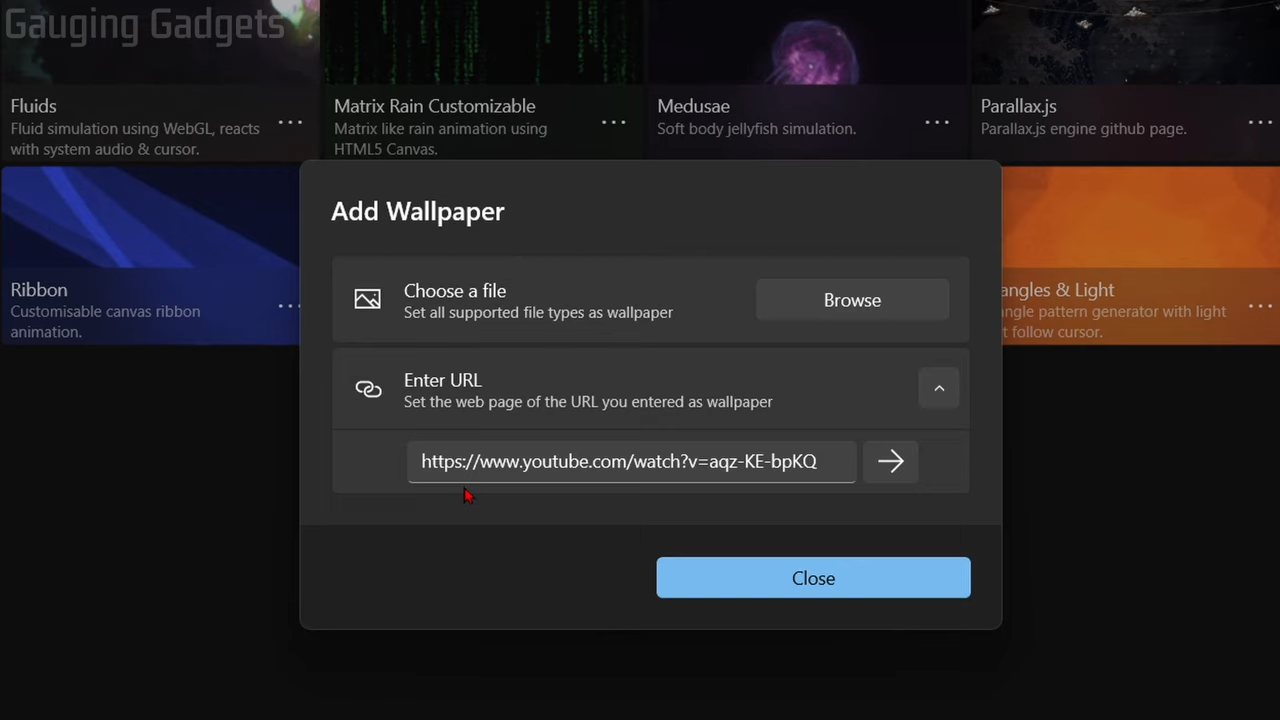 Gauging Gadgets
Fluids
Fluid simulation using WebGL, reacts
with system audio & cursor.
Matrix Rain Customizable
Matrix like rain animation using
HTML5 Canvas.
Medusae
Soft body jellyfish simulation.
Parallax.js
Parallax.js engine github page.
Ribbon
Customisable canvas ribbon
animation.
angles & Light
ngle pattern generator with light
t follow cursor.
Add Wallpaper
Choose a file
Set all supported file types as wallpaper
Browse
Enter URL
Set the web page of the URL you entered as wallpaper
https://www.youtube.com/watch?v=aqz-KE-bpKQ
Close